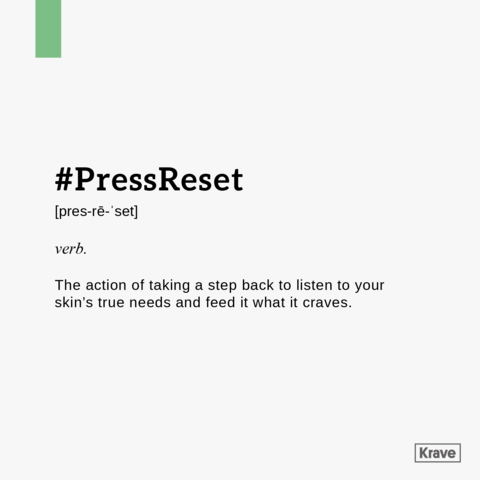 #PressReset
[pres-rē-ˈset]
verb.
The action of taking a step back to listen to your
skin's true needs and feed it what it craves.
Krave